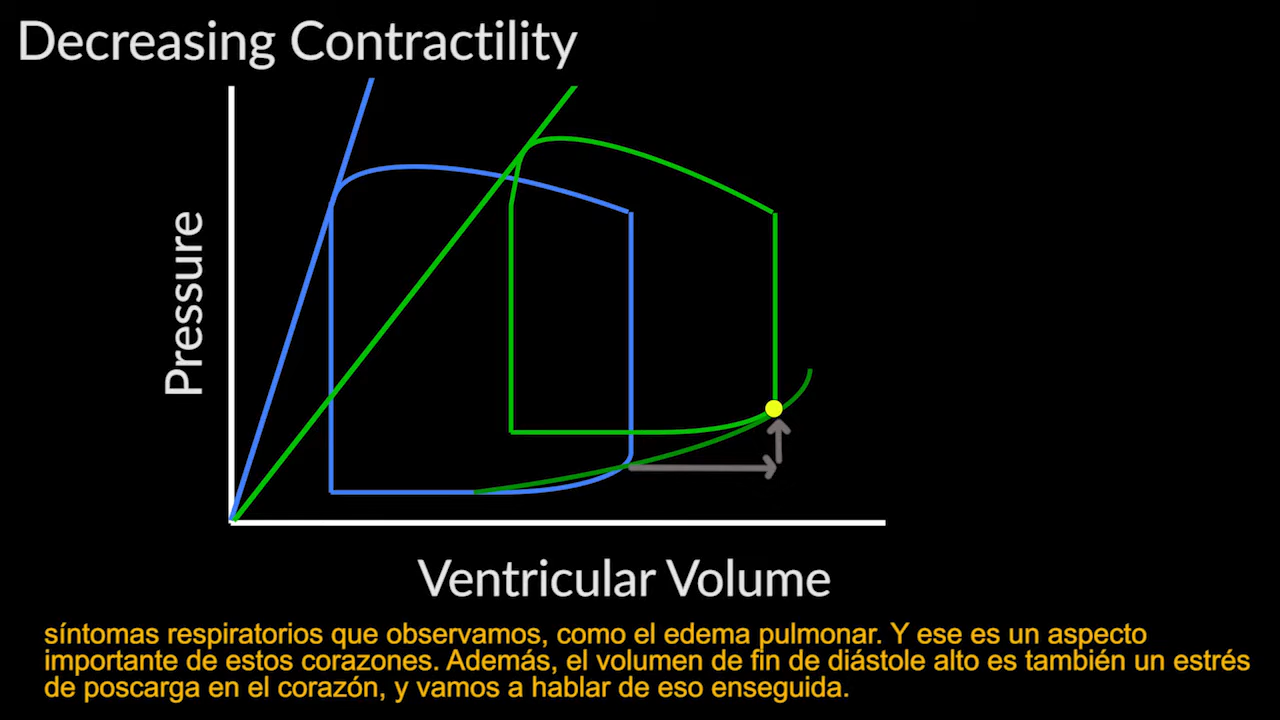 Decreasing Contractility
Pressure
Ventricular Volume
síntomas respiratorios que observamos, como el edema pulmonar. Y ese es un aspecto
importante de estos corazones. Además, el volumen de fin de diástole alto es también un estrés
de poscarga en el corazón, y vamos a hablar de eso enseguida.